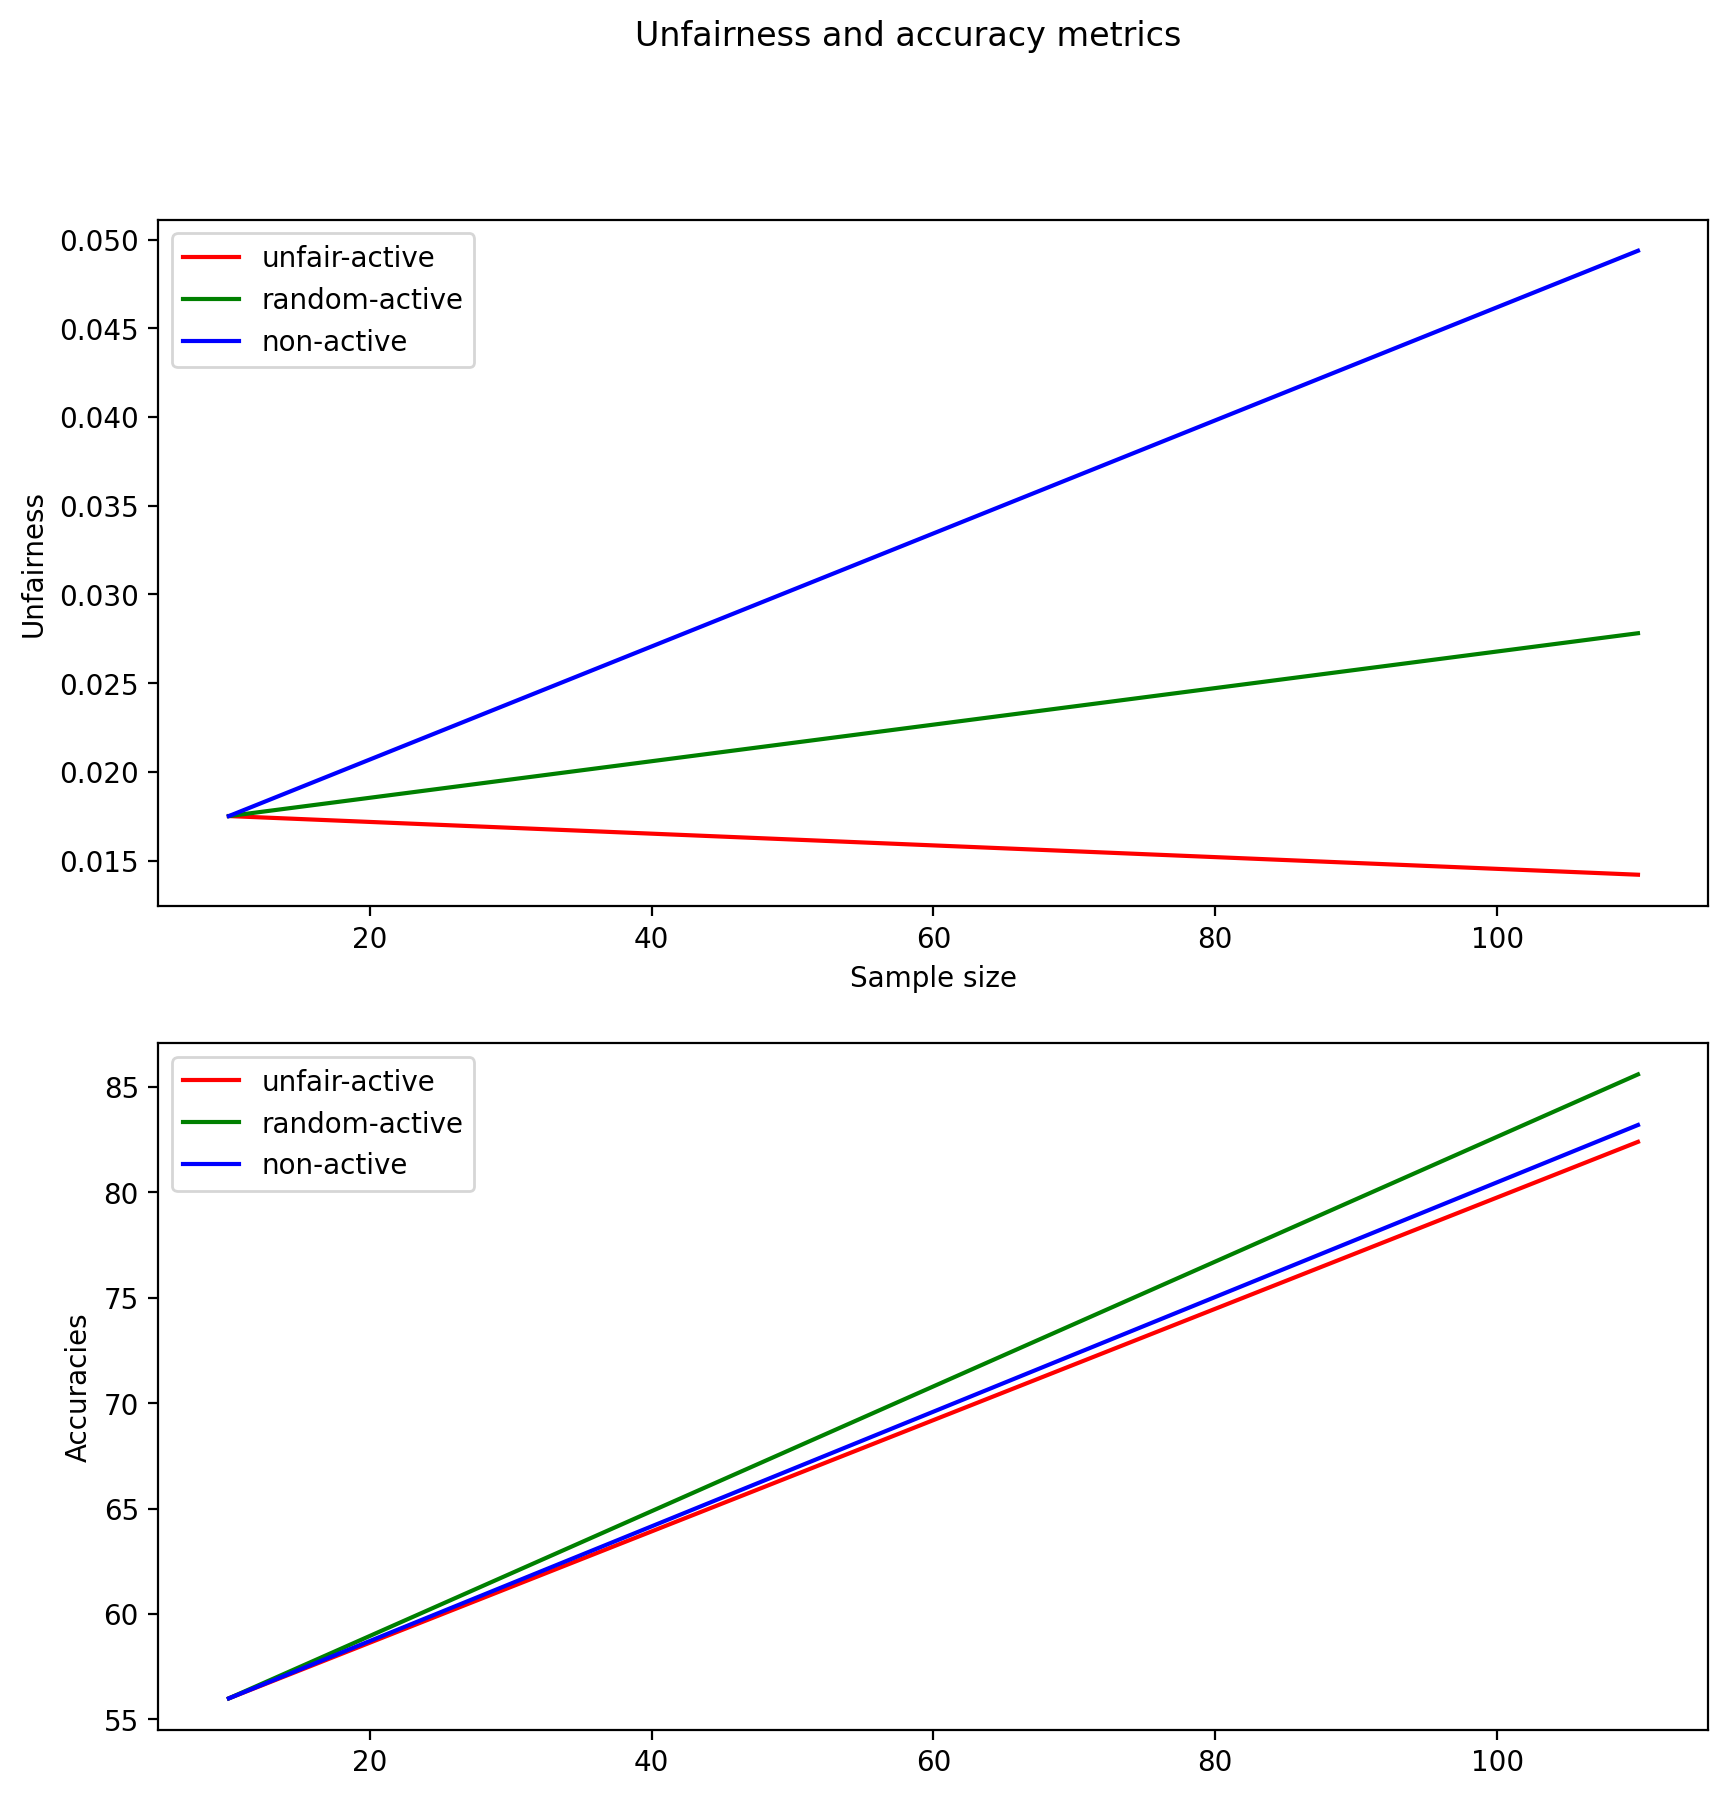 Unfairness and accuracy metrics
0.050
0.045
0.040
0.035
0.030
0.025
0.020
0.015
Unfairness
unfair-active
random-active
non-active
20 40 60 80 100
Sample size
85
80
75
70
65
60
55
Accuracies
unfair-active
random-active
non-active
20 40 60 80 100